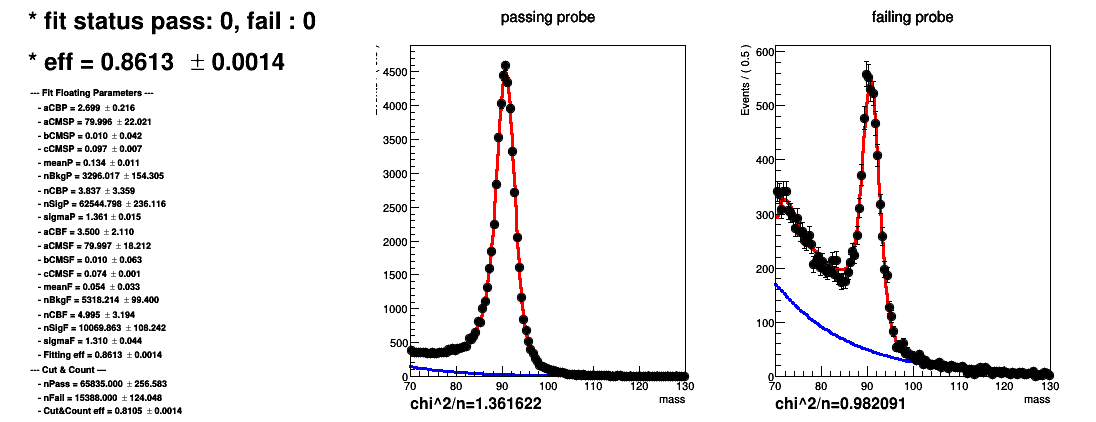 * fit status pass: 0, fail : 0
* eff = 0.8613 ± 0.0014
--- Fit Floating Parameters ---
- aCBP = 2.699 ± 0.216
- aCMSP = 79.996 ± 22.021
- bCMSP = 0.010 ± 0.042
- cCMSP = 0.097 ± 0.007
- meanP = 0.134 ± 0.011
- nBkgP = 3296.017 ± 154.305
- nCBP = 3.837 ± 3.359
- nSigP = 62544.798 ± 236.116
- sigmaP = 1.361 ± 0.015
- aCBF = 3.500 ± 2.110
- aCMSF = 79.997 ± 18.212
- bCMSF = 0.010 ± 0.063
- cCMSF = 0.074 ± 0.001
- meanF = 0.054 ± 0.033
- nBkgF = 5318.214 ± 99.400
- nCBF = 4.995 ± 3.194
- nSigF = 10069.863 ± 108.242
- sigmaF = 1.310 ± 0.044
- Fitting eff = 0.8613 ± 0.0014
--- Cut & Count ---
- nPass = 65835.000 ± 256.583
- nFail = 15388.000 ± 124.048
- Cut&Count eff = 0.8105 ± 0.0014
passing probe
4500
4000
3500
3000
2500
2000
1500
1000
500
0
70 80 90 100 110 120 130
mass
chi^2/n=1.361622
failing probe
Events / ( 0.5 )
600
500
400
300
200
100
0
70 80 90 100 110 120 130
mass
chi^2/n=0.982091